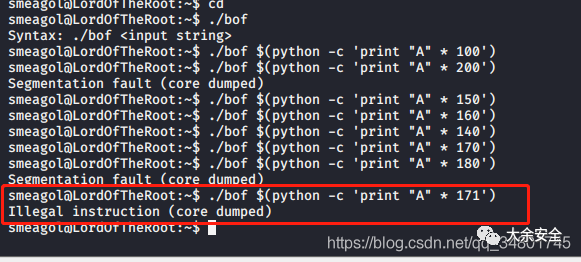 smeagol@LordOfTheRoot:~$ cd
smeagol@LordOfTheRoot:~$ ./bof
Syntax: ./bof <input string>
smeagol@LordOfTheRoot:~$ ./bof $(python -c 'print "A" * 100')
smeagol@LordOfTheRoot:~$ ./bof $(python -c 'print "A" * 200')
Segmentation fault (core dumped)
smeagol@LordOfTheRoot:~$ ./bof $(python -c 'print "A" * 150')
smeagol@LordOfTheRoot:~$ ./bof $(python -c 'print "A" * 160')
smeagol@LordOfTheRoot:~$ ./bof $(python -c 'print "A" * 140')
smeagol@LordOfTheRoot:~$ ./bof $(python -c 'print "A" * 170')
smeagol@LordOfTheRoot:~$ ./bof $(python -c 'print "A" * 180')
Segmentation fault (core dumped)
smeagol@LordOfTheRoot:~$ ./bof $(python -c 'print "A" * 171')
Illegal instruction (core dumped)
smeagol@LordOfTheRoot:~$
大余安全
https://blog.csdn.net/qq_34801745